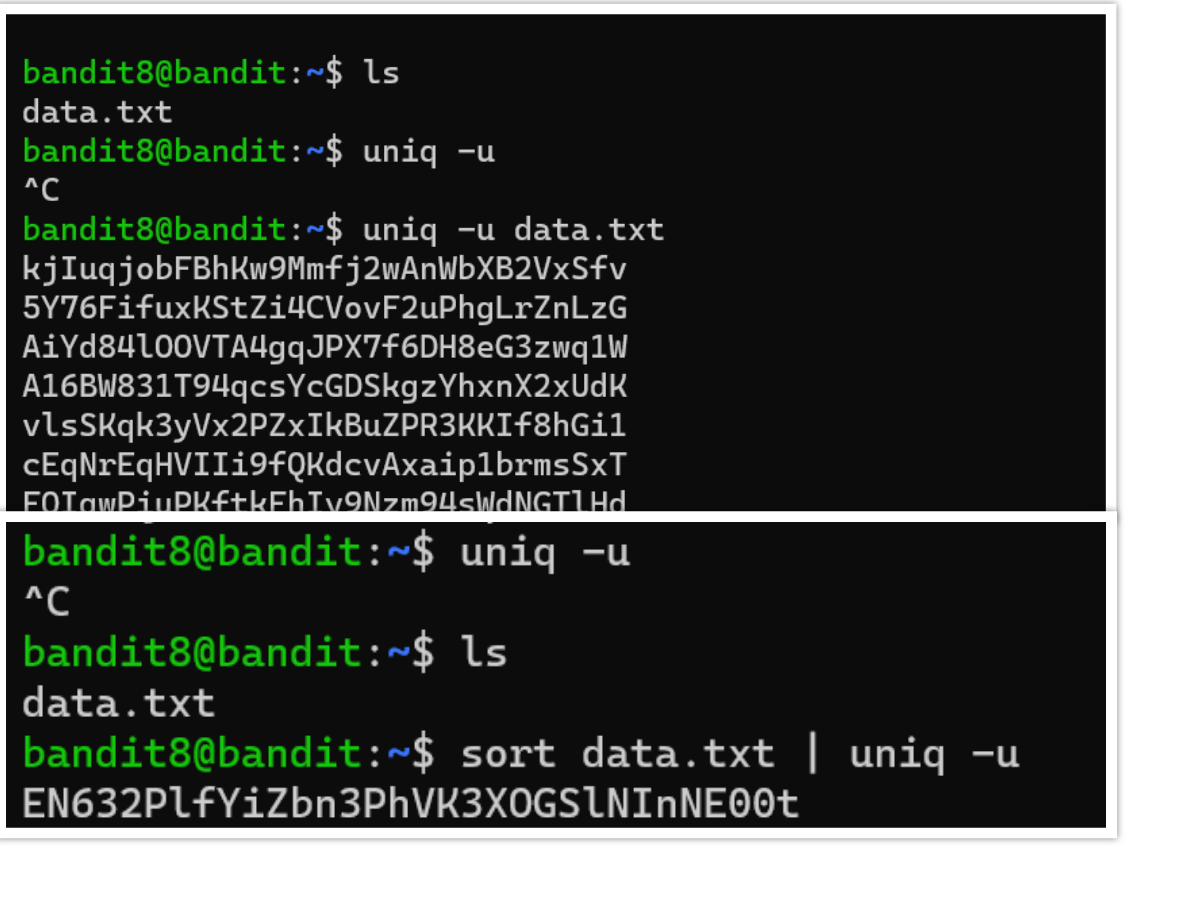 bandit8@bandit:~$ ls
data.txt
bandit8@bandit:~$ uniq -u
^C
bandit8@bandit:~$ uniq -u data.txt
kjIuqjobFBhKw9Mmfj2wAnWbXB2VxSfv
5Y76FifuxKStZi4CVovF2uPhgLrZnLzG
AiYd84lOOVTA4gqJPX7f6DH8eG3zwq1W
A16BW831T94qcsYcGDSkgzYhxnX2xUdK
vlsSKqk3yVx2PZxIkBuZPR3KKIf8hGi1
cEqNrEqHVIIi9fQKdcvAxaip1brmsSxT
bandit8@bandit:~$ uniq -u
^C
bandit8@bandit:~$ ls
data.txt
bandit8@bandit:~$ sort data.txt | uniq -u
EN632PlfYiZbn3PhVK3XOGSlNInNE00t